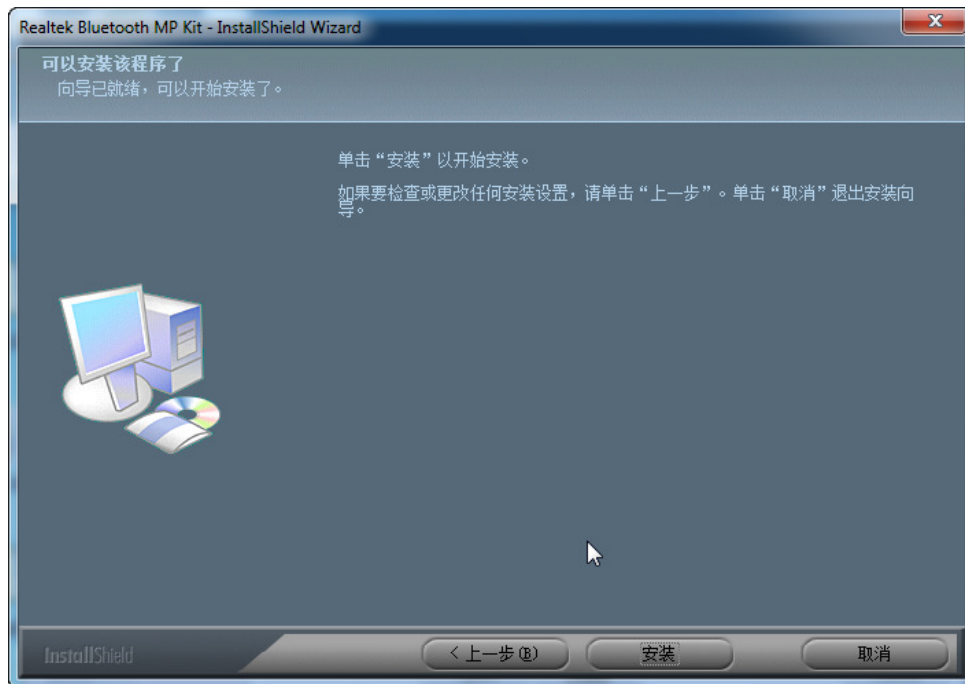 Realtek Bluetooth MP Kit - InstallShield Wizard
可以安装该程序了
向导已就绪，可以开始安装了。
单击“安装”以开始安装。
如果要检查或更改任何安装设置，请单击“上一步”。单击“取消”退出安装向
导。
InstallShield
< 上一步(B)
安装
取消